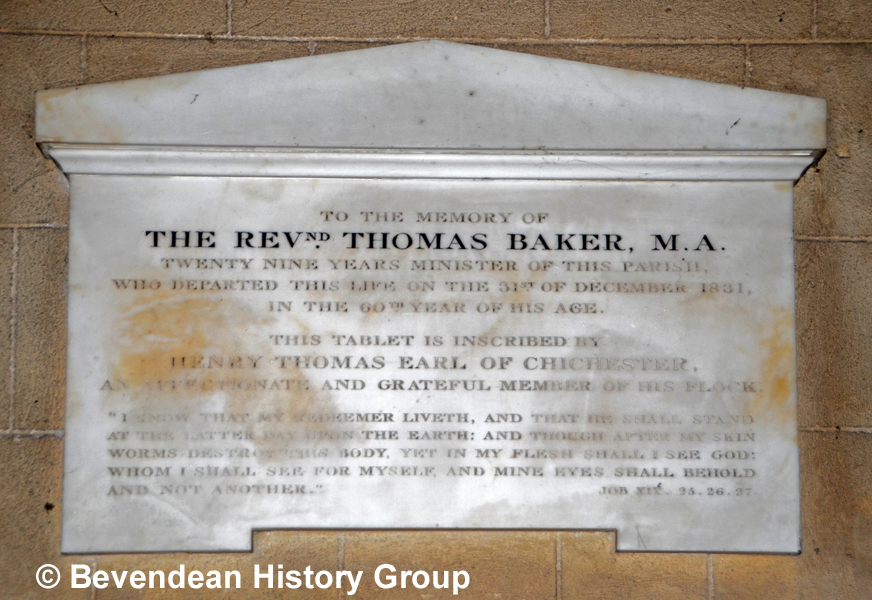 TO THE MEMORY OF
THE REVND THOMAS BAKER, M.A.
TWENTY NINE YEARS MINISTER OF THIS PARISH,
WHO DEPARTED THIS LIFE ON THE 31ST OF DECEMBER 1831,
IN THE 60TH YEAR OF HIS AGE.
THIS TABLET IS INSCRIBED BY
HENRY THOMAS EARL OF CHICHESTER,
AN AFFECTIONATE AND GRATEFUL MEMBER OF HIS FLOCK.
"I KNOW THAT MY REDEEMER LIVETH, AND THAT HE SHALL STAND
AT THE LATTER DAY UPON THE EARTH: AND THOUGH AFTER MY SKIN
WORMS DESTROY THIS BODY, YET IN MY FLESH SHALL I SEE GOD:
WHOM I SHALL SEE FOR MYSELF, AND MINE EYES SHALL BEHOLD
AND NOT ANOTHER." JOB XIX. 25. 26. 27.
© Bevendean History Group